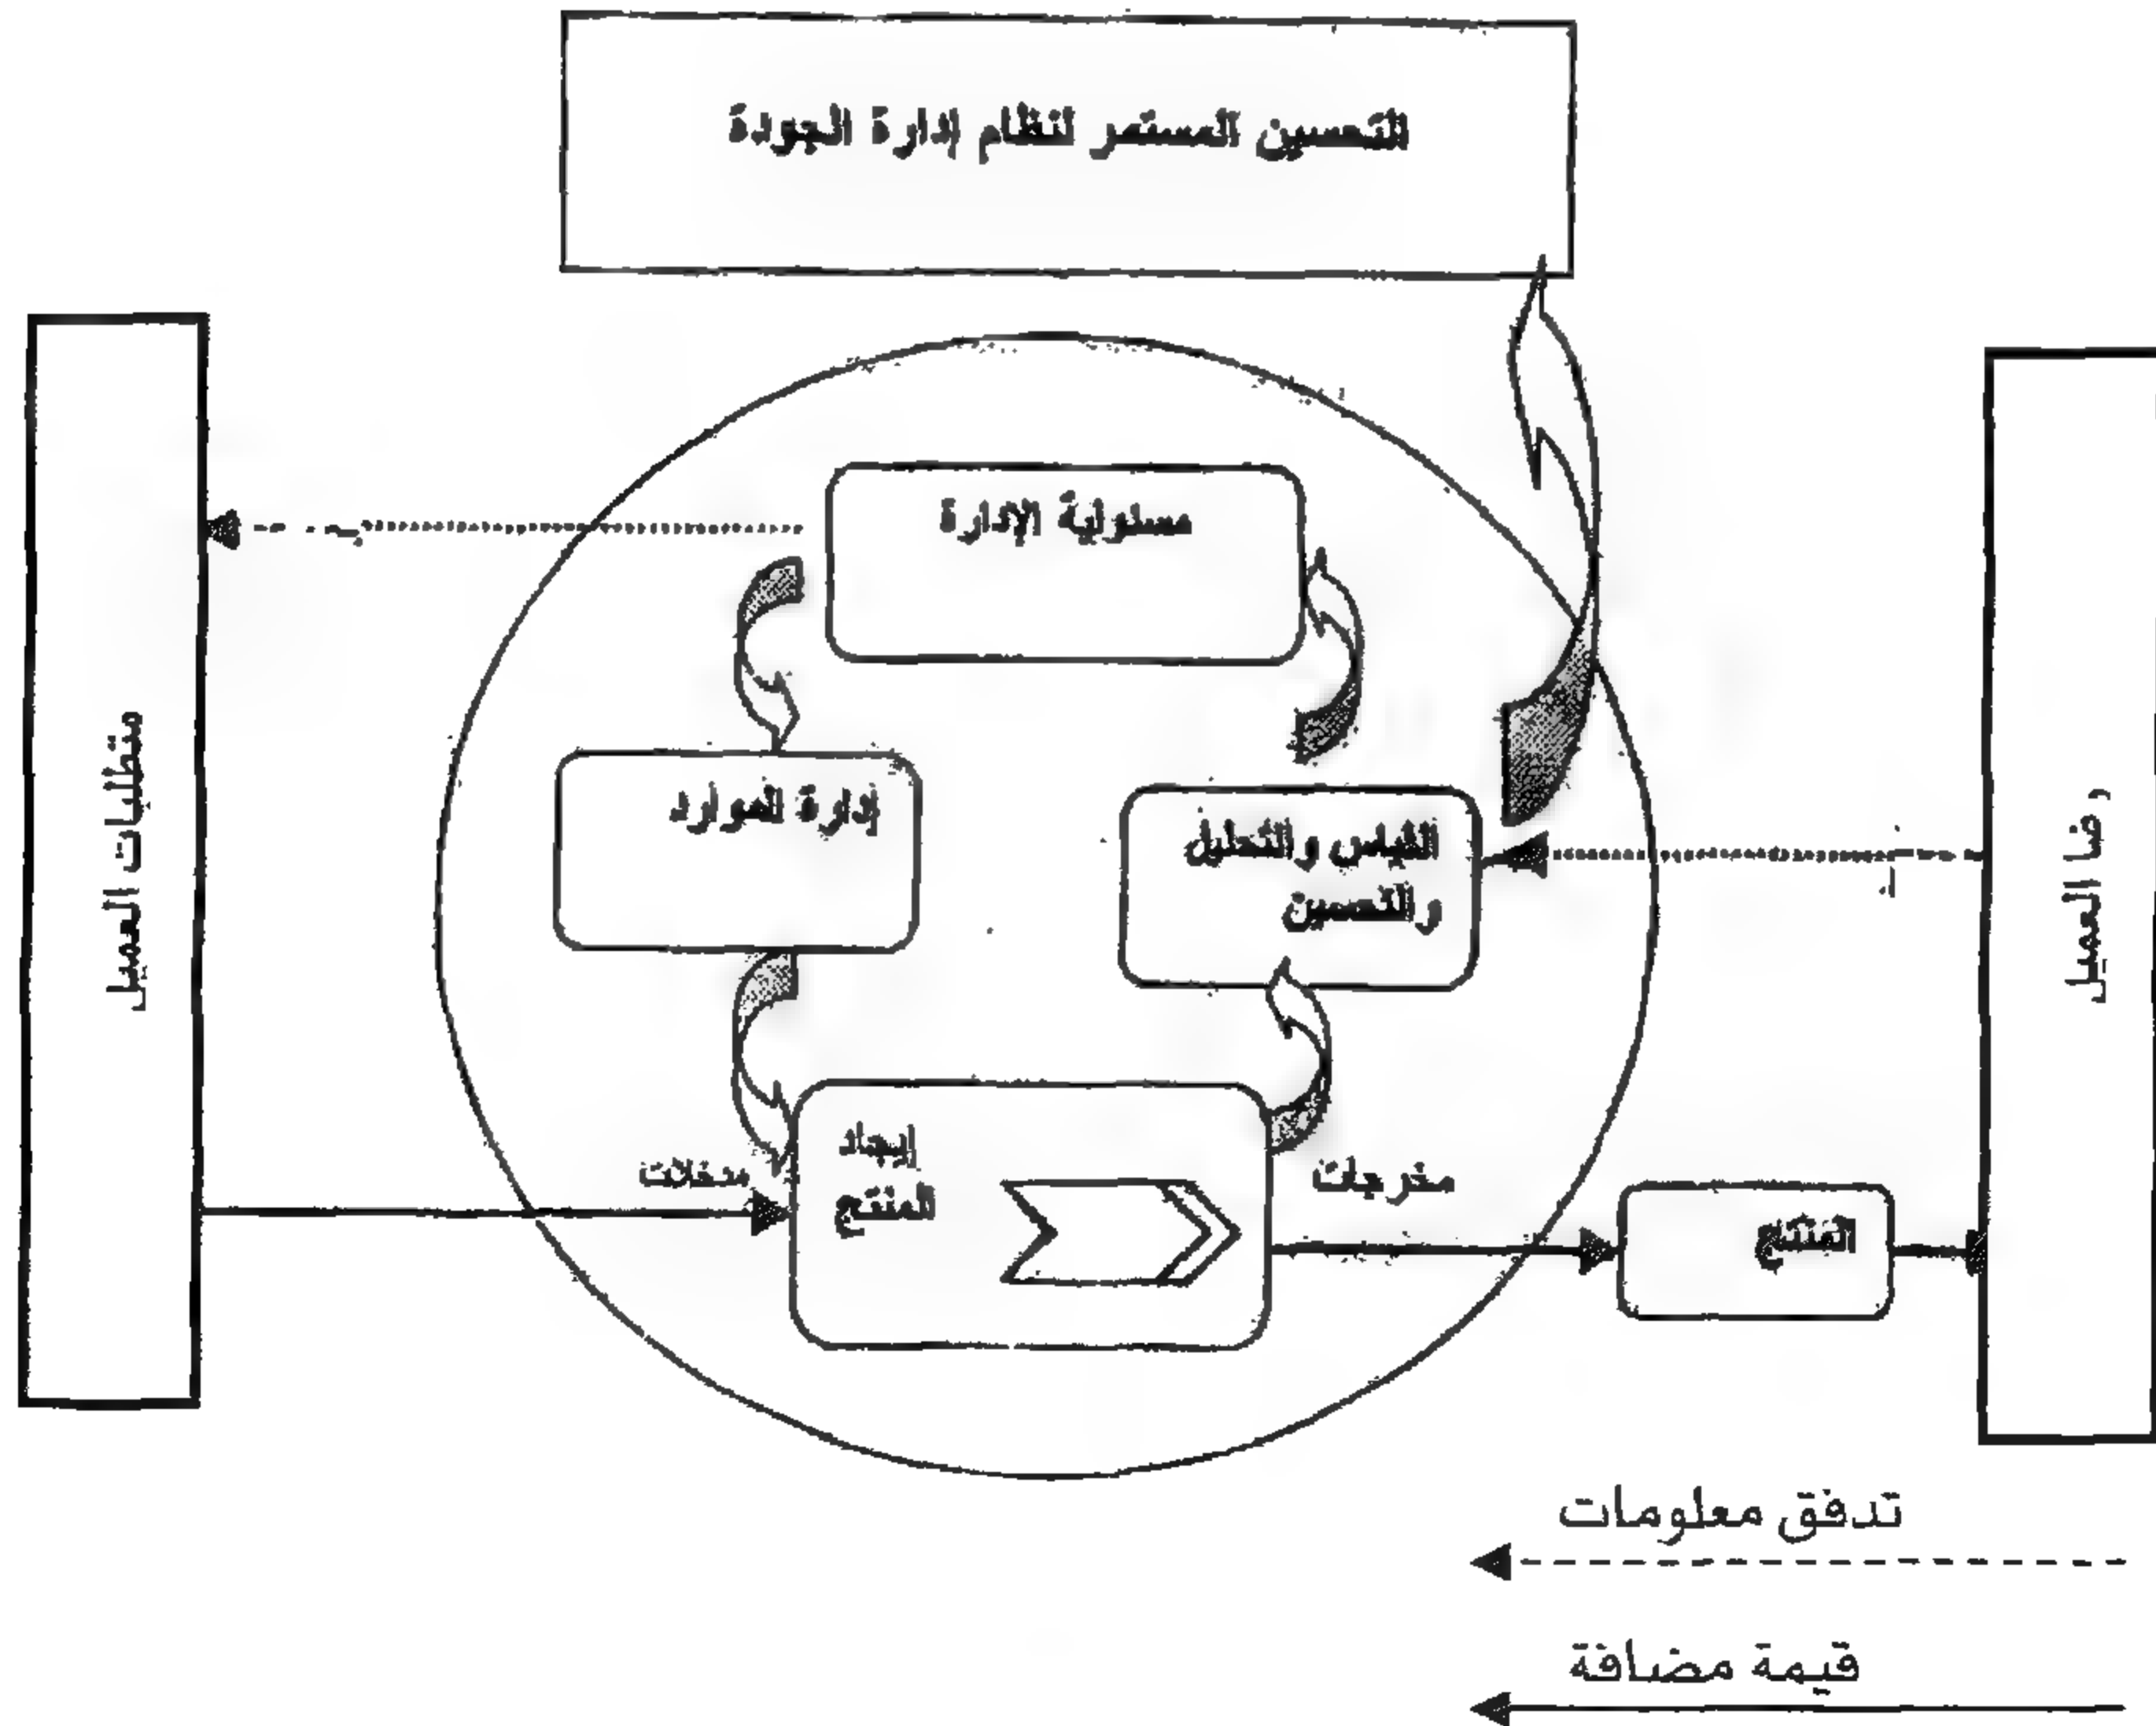 التحسين المستمر لنظام إدارة الجودة
مسئولية الإدارة
إدارة الموارد
القياس والتحليل
والتحسين
متطلبات العميل
رضا العميل
إيجاد
المنتج
مدخلات
مخرجات
المنتج
تدفق معلومات
قيمة مضافة